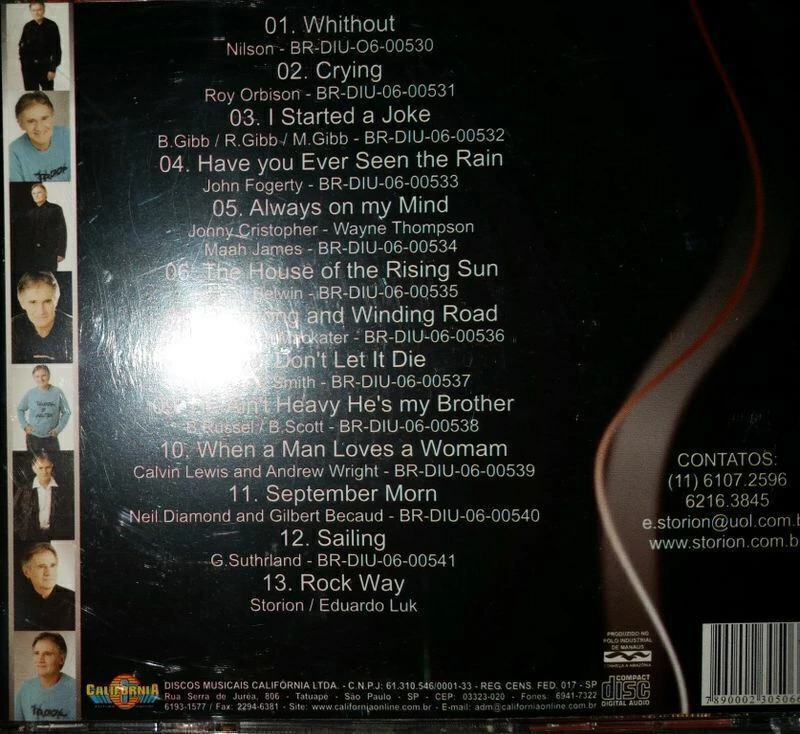 01. Whithout
Nilson - BR-DIU-O6-00530
02. Crying
Roy Orbison - BR-DIU-06-00531
03. I Started a Joke
B.Gibb / R.Gibb / M.Gibb - BR-DIU-06-00532
04. Have you Ever Seen the Rain
John Fogerty - BR-DIU-06-00533
05. Always on my Mind
Jonny Cristopher - Wayne Thompson
Maah James - BR-DIU-06-00534
06. The House of the Rising Sun
- BR-DIU-06-00535
and Winding Road
- BR-DIU-06-00536
Don't Let It Die
Smith - BR-DIU-06-00537
Ain't Heavy He's my Brother
B.Russel / B.Scott - BR-DIU-06-00538
10. When a Man Loves a Womam
Calvin Lewis and Andrew Wright - BR-DIU-06-00539
11. September Morn
Neil Diamond and Gilbert Becaud - BR-DIU-06-00540
12. Sailing
G.Suthrland - BR-DIU-06-00541
13. Rock Way
Storion / Eduardo Luk
CONTATOS:
(11) 6107.2596
6216.3845
e.storion@uol.com.b
www.storion.com.b
PRODUZIDO NO
PÓLO INDUSTRIAL
DE MANAUS
CONHEÇA A AMAZÔNIA
CALIFORNIA
DISCOS MUSICAIS CALIFÓRNIA LTDA. - C.N.P.J: 61.310.546/0001-33 - REG. CENS. FED. 017 - SP
Rua Serra de Juréa, 806 - Tatuapé - São Paulo - SP - CEP: 03323-020 - Fones: 6941-7322
6193-1577 / Fax: 2294-6381 - Site: www.californiaonline.com.br - E-mail: adm@californiaonline.com.br
COMPACT
disc
DIGITAL AUDIO
7890002305066